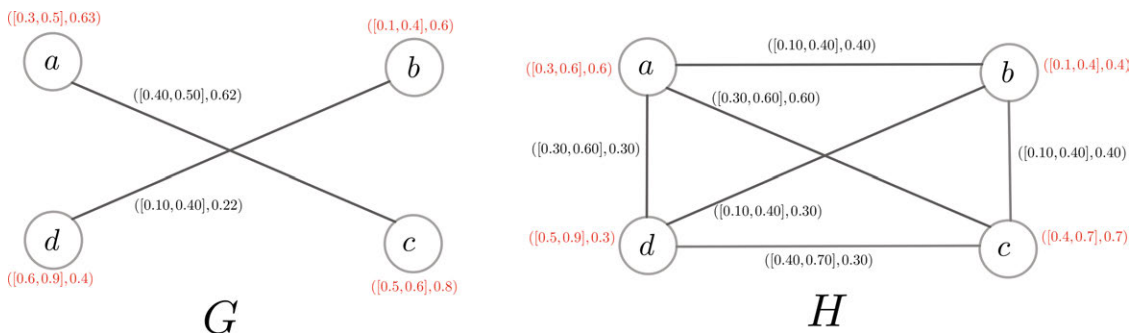 ([0.3, 0.5], 0.63)
([0.1, 0.4], 0.6)
a
b
([0.40, 0.50], 0.62)
([0.10, 0.40], 0.22)
d
c
([0.6, 0.9], 0.4)
([0.5, 0.6], 0.8)
G
([0.10, 0.40], 0.40)
([0.3, 0.6], 0.6)
a
b
([0.1, 0.4], 0.4)
([0.30, 0.60], 0.60)
([0.30, 0.60], 0.30)
([0.10, 0.40], 0.40)
([0.10, 0.40], 0.30)
([0.5, 0.9], 0.3)
d
c
([0.4, 0.7], 0.7)
([0.40, 0.70], 0.30)
H